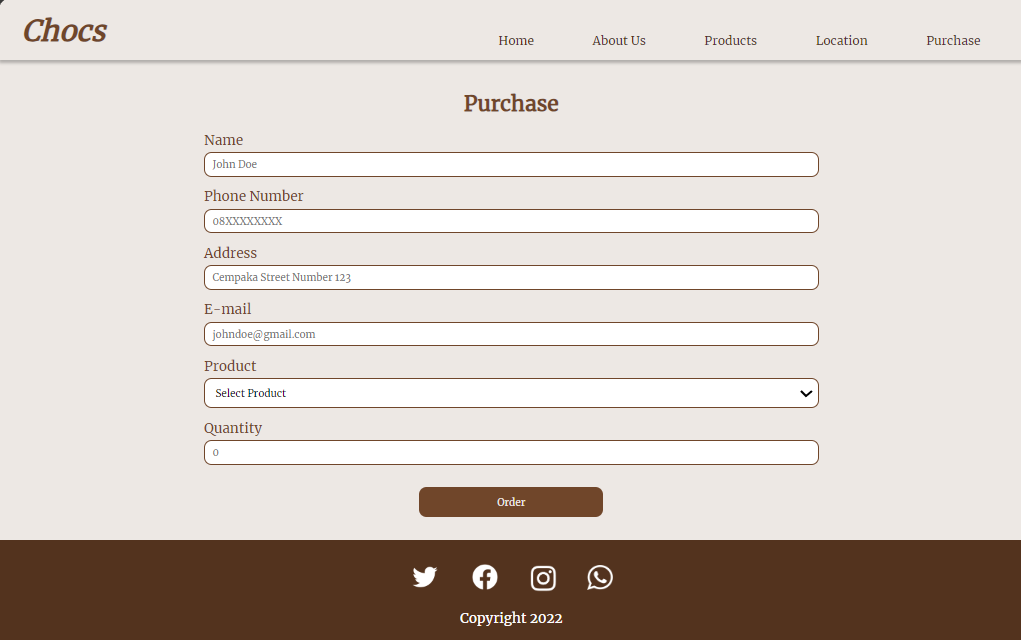 Chocs
Home About Us Products Location Purchase
Purchase
Name
John Doe
Phone Number
08XXXXXXXX
Address
Cempaka Street Number 123
E-mail
johndoe@gmail.com
Product
Select Product
Quantity
0
Order
Copyright 2022